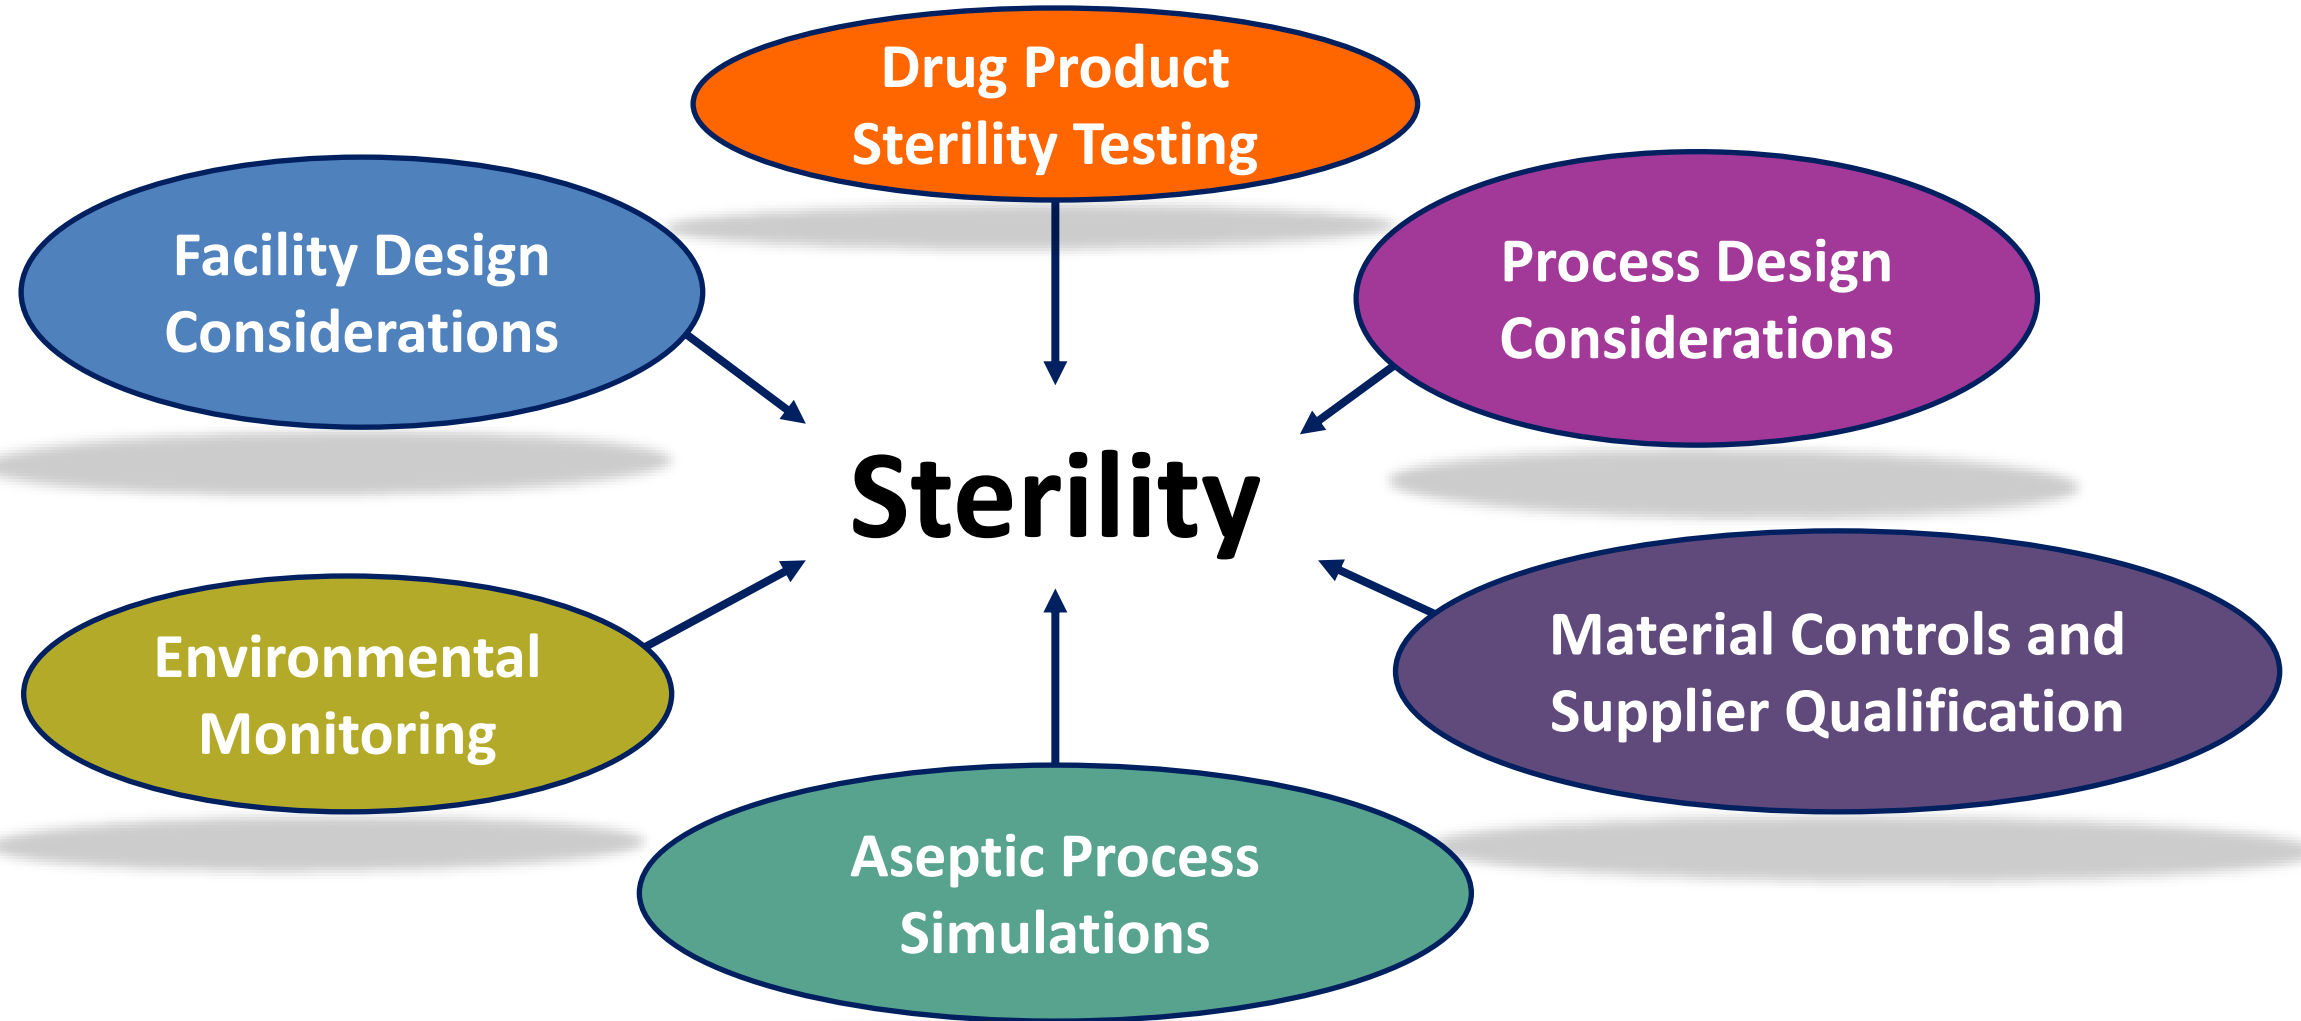 Drug Product
Sterility Testing
Facility Design
Considerations
Process Design
Considerations
Sterility
Environmental
Monitoring
Material Controls and
Supplier Qualification
Aseptic Process
Simulations